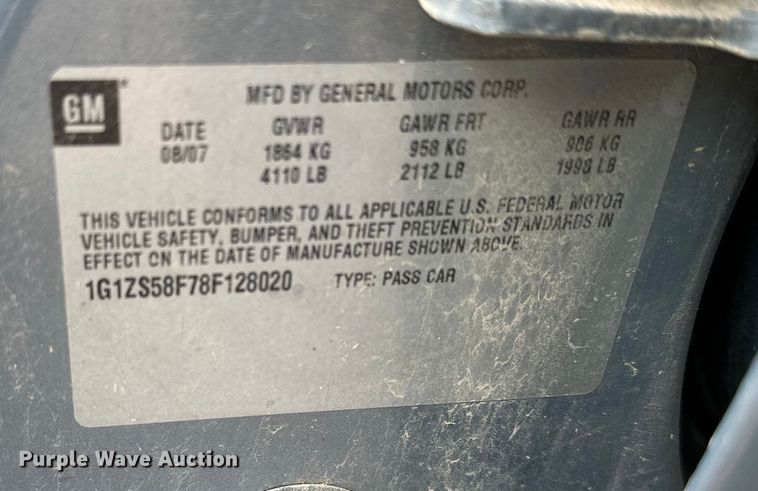 GM
MFD BY GENERAL MOTORS CORP.
DATE GVWR GAWR FRT GAWR RR
08/07 1864 KG 958 KG 906 KG
4110 LB 2112 LB 1998 LB
THIS VEHICLE CONFORMS TO ALL APPLICABLE U.S. FEDERAL MOTOR
VEHICLE SAFETY, BUMPER, AND THEFT PREVENTION STANDARDS IN
EFFECT ON THE DATE OF MANUFACTURE SHOWN ABOVE.
1G1ZS58F78F128020 TYPE: PASS CAR
Purple Wave Auction